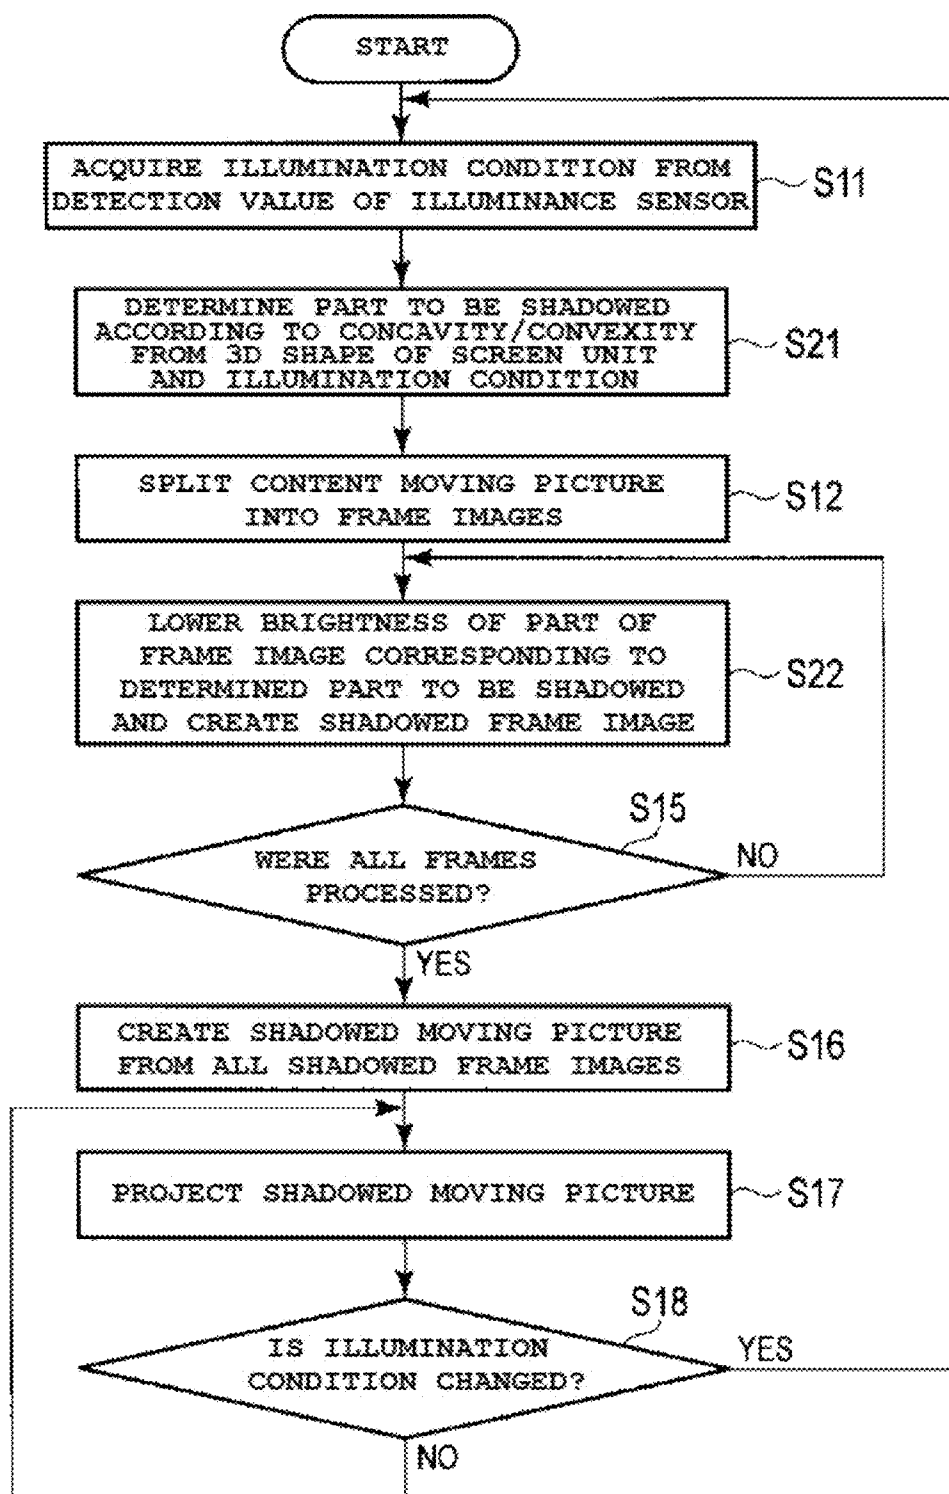 START
ACQUIRE ILLUMINATION CONDITION FROM
DETECTION VALUE OF ILLUMINANCE SENSOR
S11
DETERMINE PART TO BE SHADOWED
ACCORDING TO CONCAVITY/CONVEXITY
FROM 3D SHAPE OF SCREEN UNIT
AND ILLUMINATION CONDITION
S21
SPLIT CONTENT MOVING PICTURE
INTO FRAME IMAGES
S12
LOWER BRIGHTNESS OF PART OF
FRAME IMAGE CORRESPONDING TO
DETERMINED PART TO BE SHADOWED
AND CREATE SHADOWED FRAME IMAGE
S22
S15
WERE ALL FRAMES
PROCESSED?
NO
YES
CREATE SHADOWED MOVING PICTURE
FROM ALL SHADOWED FRAME IMAGES
S16
PROJECT SHADOWED MOVING PICTURE
S17
S18
IS ILLUMINATION
CONDITION CHANGED?
YES
NO